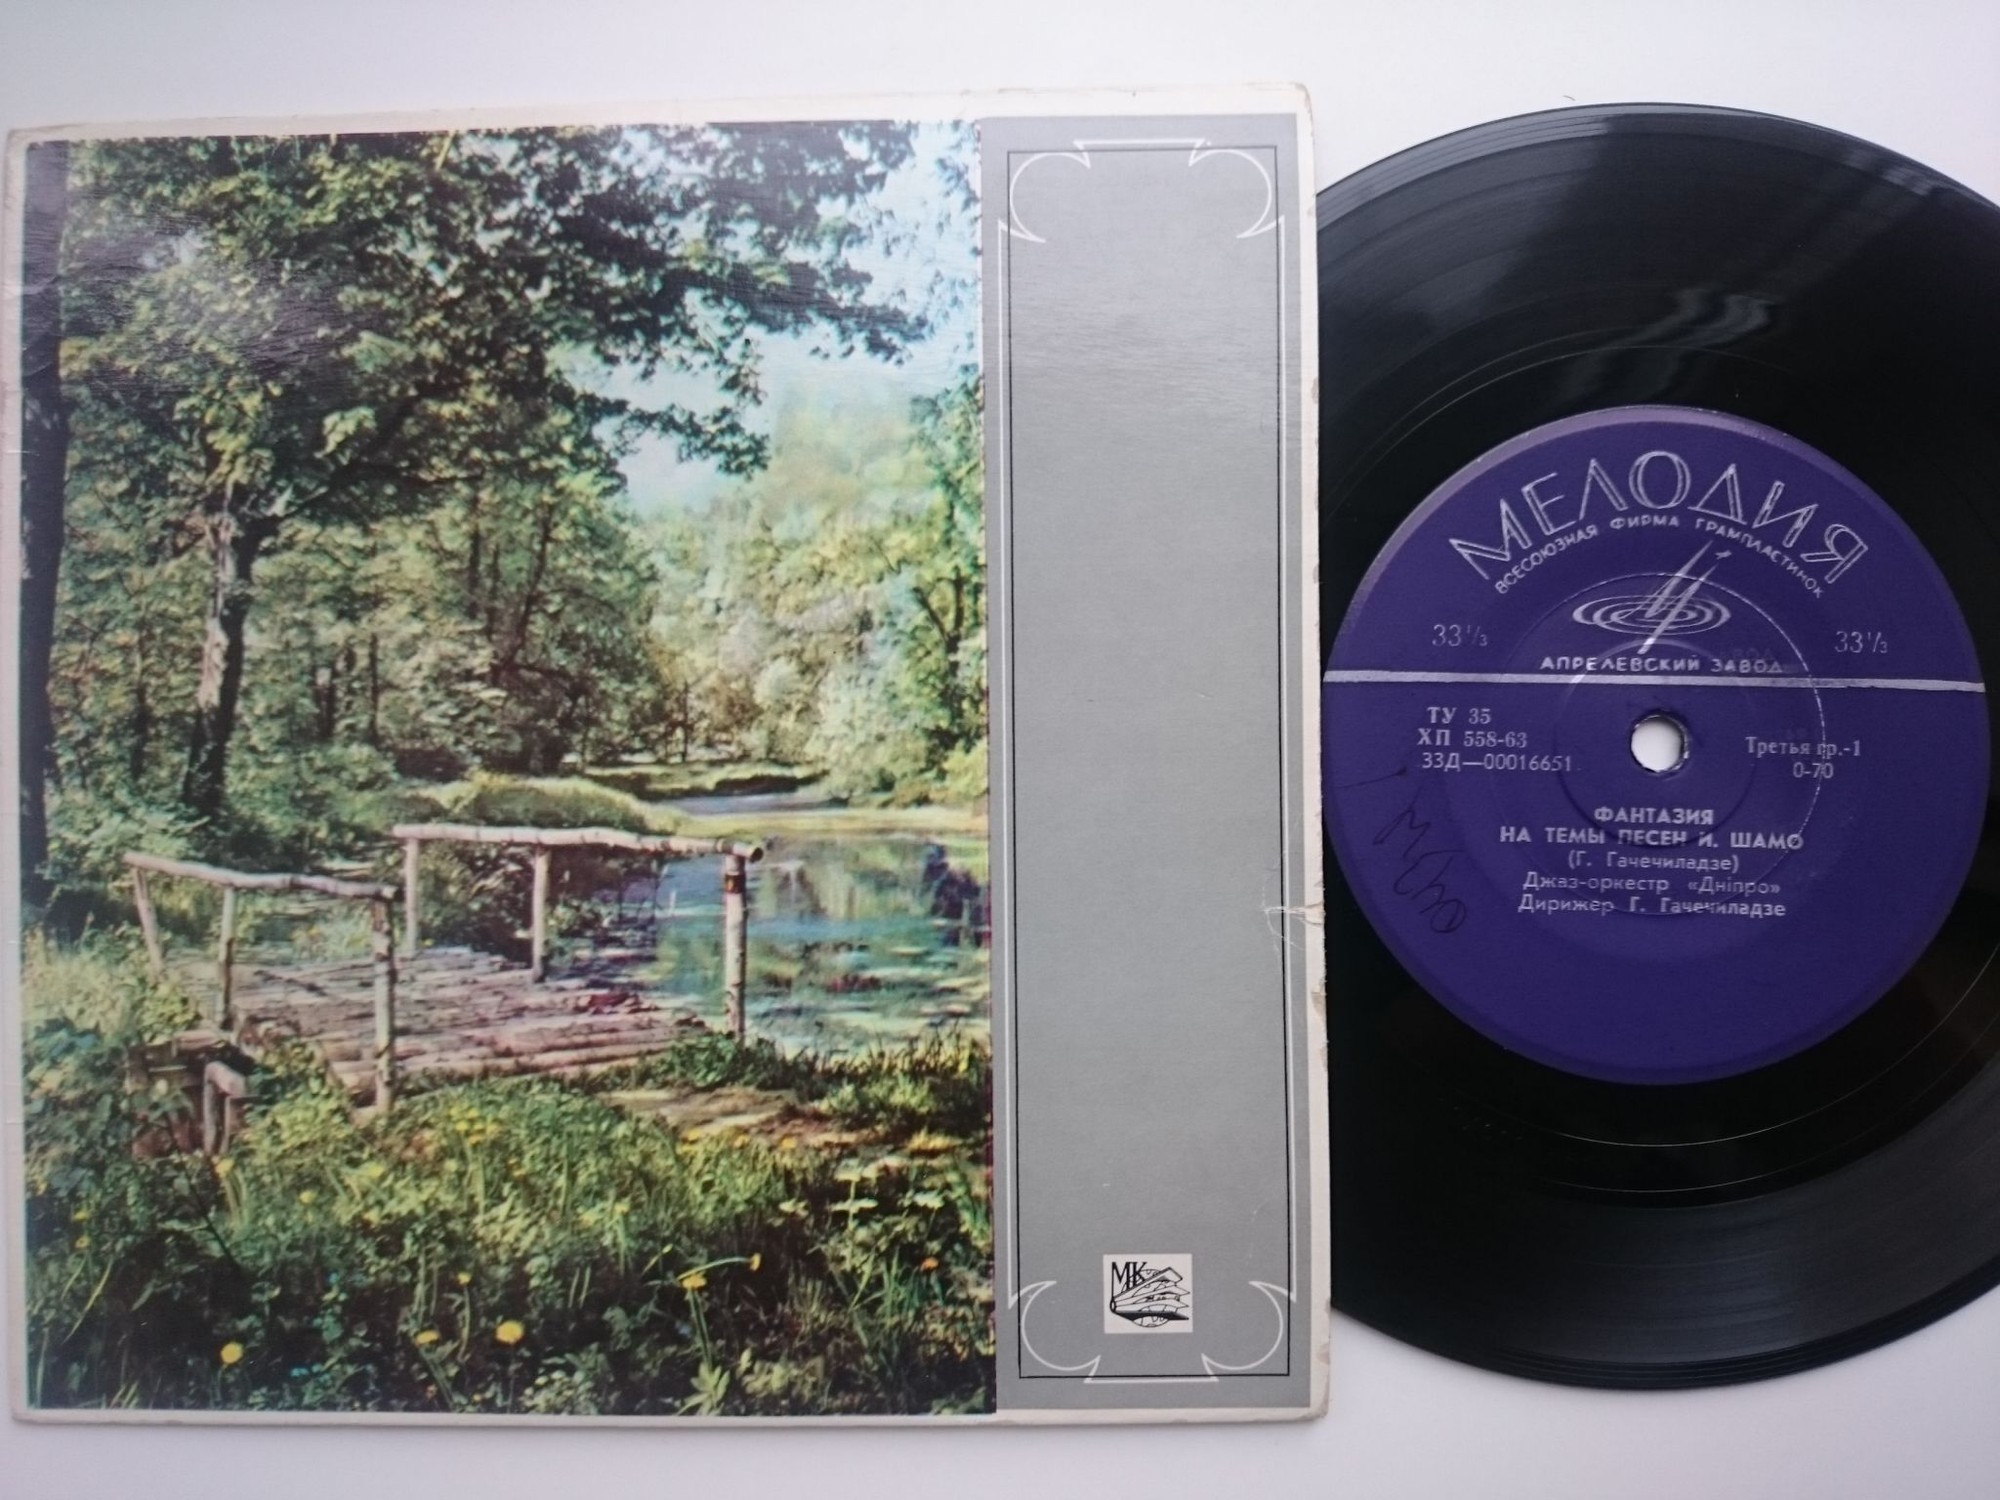 МЕЛОДИЯ
ВСЕСОЮЗНАЯ ФИРМА ГРАМПЛАСТИНОК
33⅓ 33⅓
АПРЕЛЕВСКИЙ ЗАВОД
ТУ 35
ХП 558-63
33Д—00016651
Третья гр.-1
0-70
ФАНТАЗИЯ
НА ТЕМЫ ПЕСЕН И. ШАМО
(Г. Гачечиладзе)
Джаз-оркестр «Дніпро»
Дирижер Г. Гачечиладзе
МК